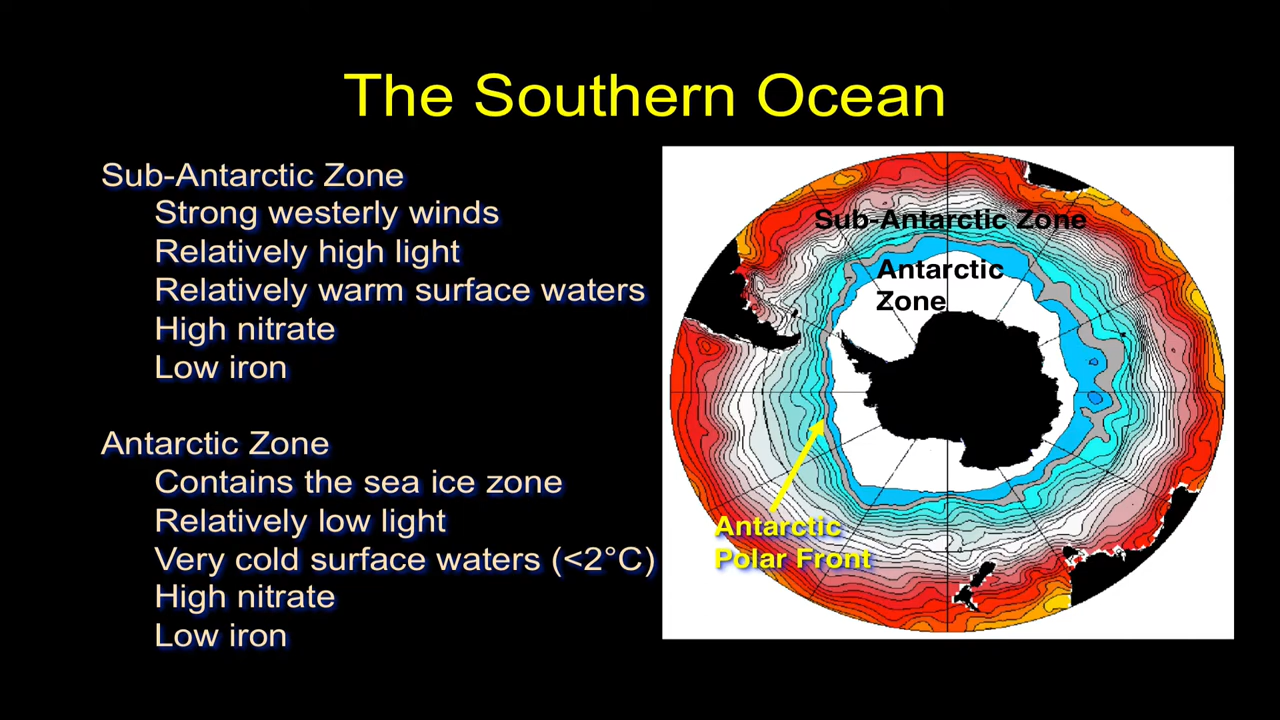 The Southern Ocean
Sub-Antarctic Zone
Strong westerly winds
Relatively high light
Relatively warm surface waters
High nitrate
Low iron
Antarctic Zone
Contains the sea ice zone
Relatively low light
Very cold surface waters (<2°C)
High nitrate
Low iron
Sub-Antarctic Zone
Antarctic
Zone
Antarctic
Polar Front